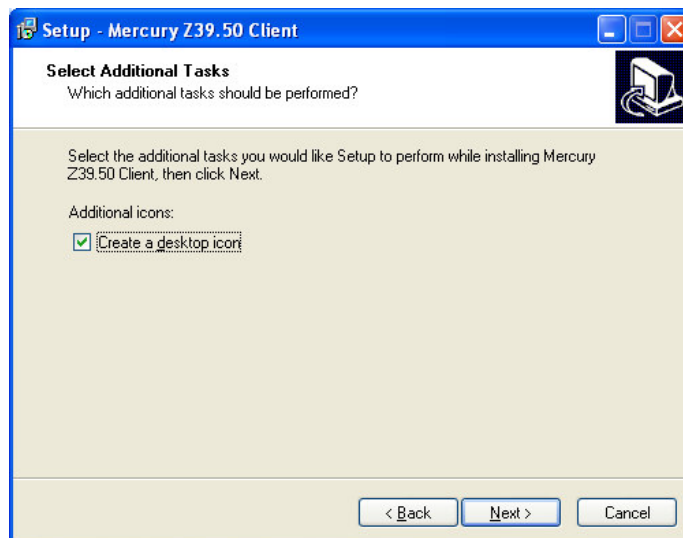 Setup - Mercury Z39.50 Client
Select Additional Tasks
Which additional tasks should be performed?
Select the additional tasks you would like Setup to perform while installing Mercury
Z39.50 Client, then click Next.
Additional icons:
Create a desktop icon
< Back
Next >
Cancel